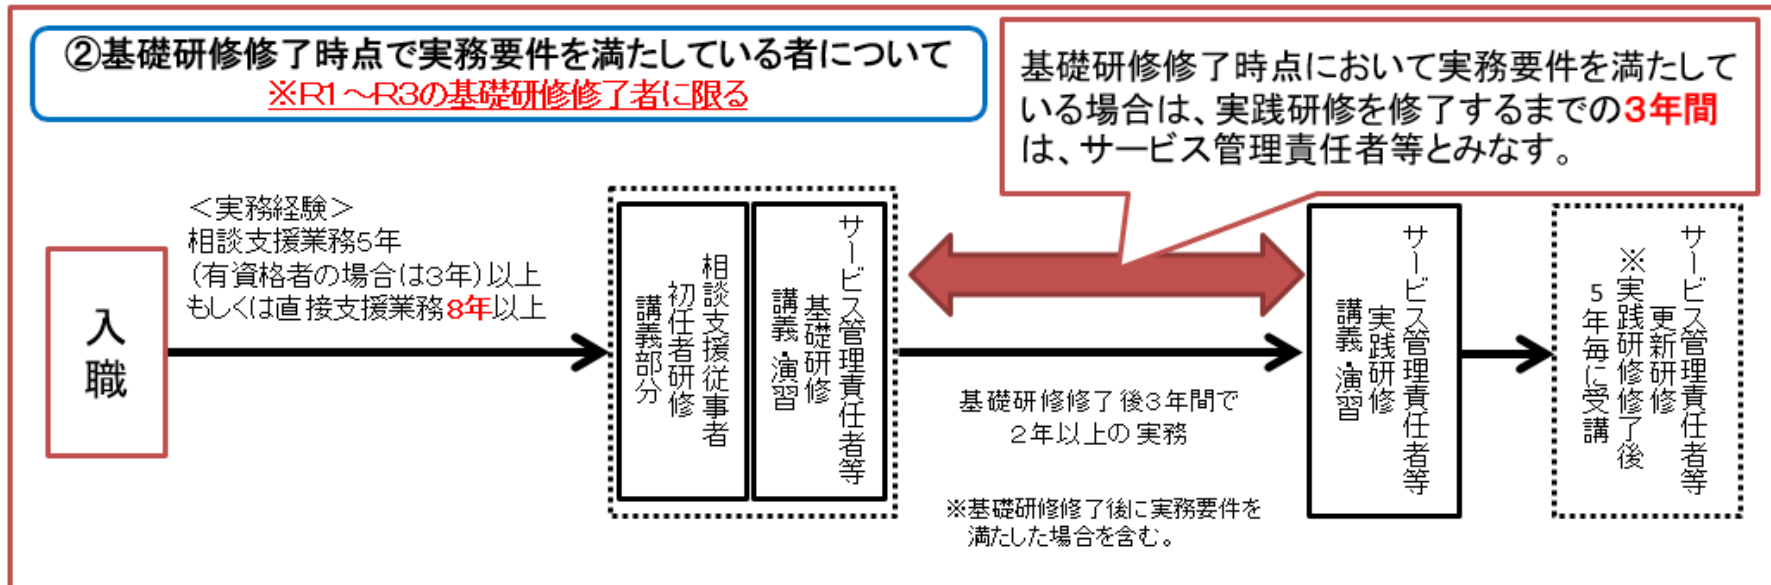 ②基礎研修修了時点で実務要件を満たしている者について
※R1～R3の基礎研修修了者に限る
基礎研修修了時点において実務要件を満たして
いる場合は、実践研修を修了するまでの３年間
は、サービス管理責任者等とみなす。
入職
＜実務経験＞
相談支援業務5年
(有資格者の場合は3年)以上
もしくは直接支援業務8年以上
相談支援従事者
初任者研修
講義部分
サービス管理責任者等
基礎研修
講義・演習
基礎研修修了後３年間で
２年以上の実務
※基礎研修修了後に実務要件を
満たした場合を含む。
サービス管理責任者等
実践研修
講義・演習
サービス管理責任者等
更新研修
※実践研修修了後
5年毎に受講